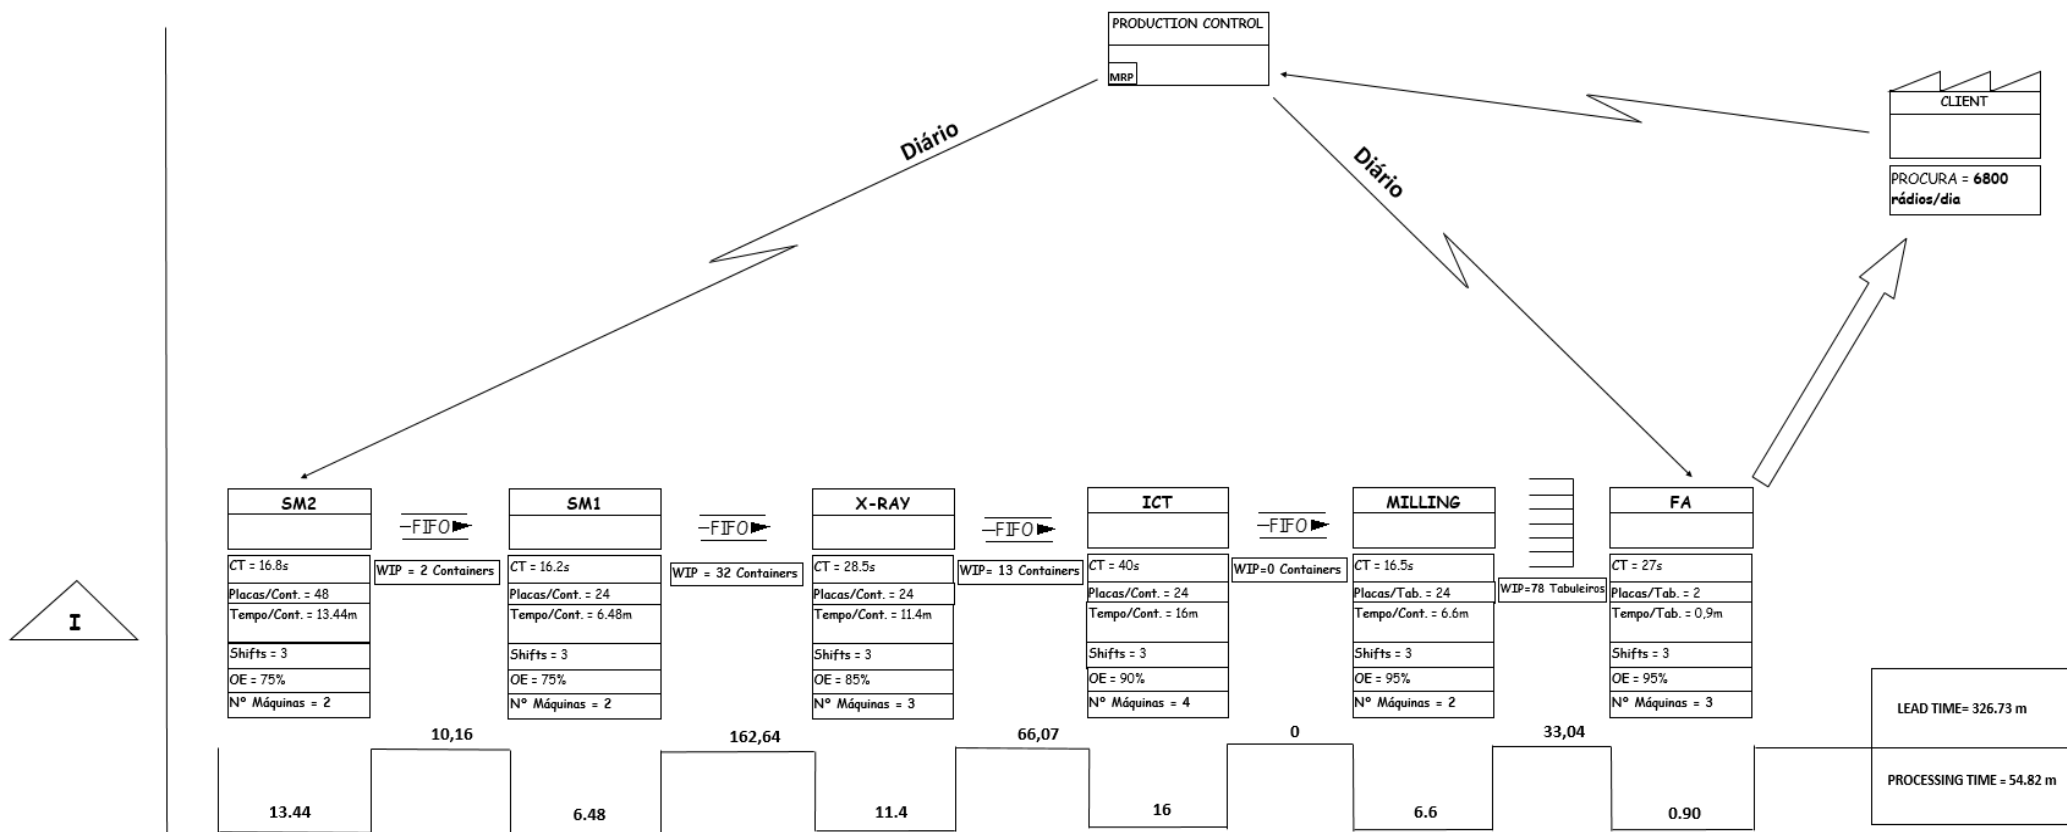 PRODUCTION CONTROL
MRP
CLIENT
PROCURA = 6800
rádios/dia
Diário
Diário
I
SM2
CT = 16.8s
Placas/Cont. = 48
Tempo/Cont. = 13.44m
Shifts = 3
OE = 75%
Nº Máquinas = 2
FIFO
WIP = 2 Containers
SM1
CT = 16.2s
Placas/Cont. = 24
Tempo/Cont. = 6.48m
Shifts = 3
OE = 75%
Nº Máquinas = 2
FIFO
WIP = 32 Containers
X-RAY
CT = 28.5s
Placas/Cont. = 24
Tempo/Cont. = 11.4m
Shifts = 3
OE = 85%
Nº Máquinas = 3
FIFO
WIP= 13 Containers
ICT
CT = 40s
Placas/Cont. = 24
Tempo/Cont. = 16m
Shifts = 3
OE = 90%
Nº Máquinas = 4
FIFO
WIP=0 Containers
MILLING
CT = 16.5s
Placas/Tab. = 24
Tempo/Cont. = 6.6m
Shifts = 3
OE = 95%
Nº Máquinas = 2
WIP=78 Tabuleiros
FA
CT = 27s
Placas/Tab. = 2
Tempo/Tab. = 0,9m
Shifts = 3
OE = 95%
Nº Máquinas = 3
10,16
162,64
66,07
0
33,04
13.44
6.48
11.4
16
6.6
0.90
LEAD TIME= 326.73 m
PROCESSING TIME = 54.82 m